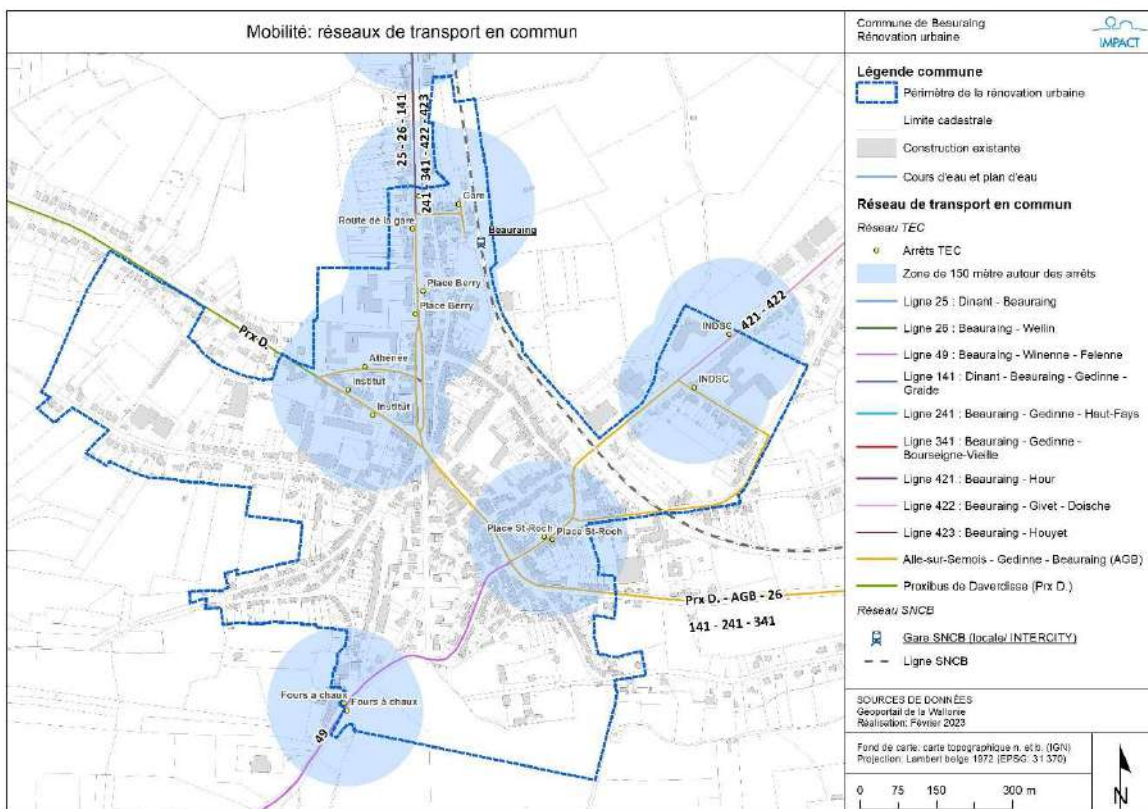 Mobilité: réseaux de transport en commun
Commune de Beauraing
Rénovation urbaine
IMPACT
Légende commune
Périmètre de la rénovation urbaine
Limite cadastrale
Construction existante
Cours d'eau et plan d'eau
Réseau de transport en commun
Réseau TEC
Arrêts TEC
Zone de 150 mètre autour des arrêts
Ligne 25 : Dinant - Beauraing
Ligne 26 : Beauraing - Wellin
Ligne 49 : Beauraing - Winenne - Felenne
Ligne 141 : Dinant - Beauraing - Gedinne -
Graide
Ligne 241 : Beauraing - Gedinne - Haut-Fays
Ligne 341 : Beauraing - Gedinne -
Bourseigne-Vieille
Ligne 421 : Beauraing - Hour
Ligne 422 : Beauraing - Givet - Doische
Ligne 423 : Beauraing - Houyet
Alle-sur-Semois - Gedinne - Beauraing (AGB)
Proxibus de Daverdisse (Prx D.)
Réseau SNCB
Gare SNCB (locale/ INTERCITY)
Ligne SNCB
SOURCES DE DONNÉES
Geoportail de la Wallonie
Réalisation: Février 2023
Fond de carte: carte topographique n. et b. (IGN)
Projection: Lambert belge 1972 (EPSG: 31 370)
0 75 150 300 m
N
25 - 26 - 141
241 - 341 - 422 - 423
Gare
Route de la gare
Beauraing
Place Berry
Place Berry
Prx D.
Athénée
Institut
Institut
INDSC
421 - 422
INDSC
Place St-Roch
Place St-Roch
Prx D. - AGB - 26
141 - 241 - 341
Fours à chaux
Fours à chaux
49